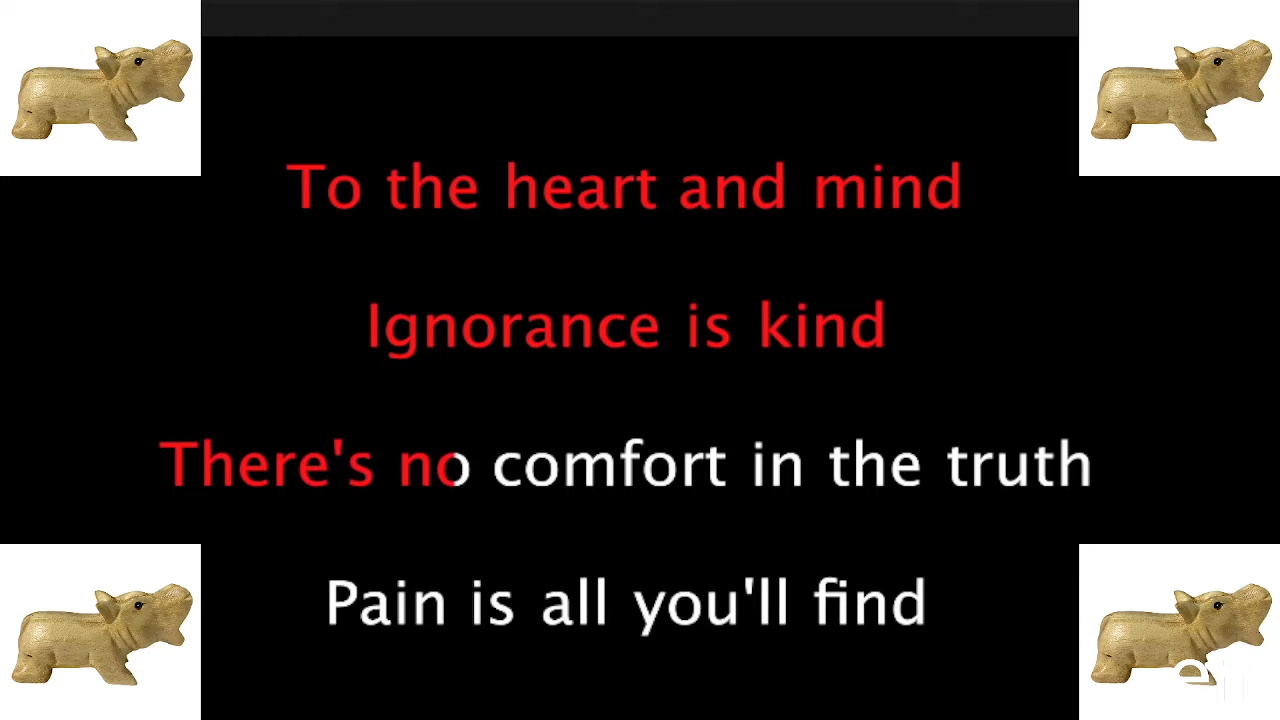 To the heart and mind
Ignorance is kind
There's no comfort in the truth
Pain is all you'll find